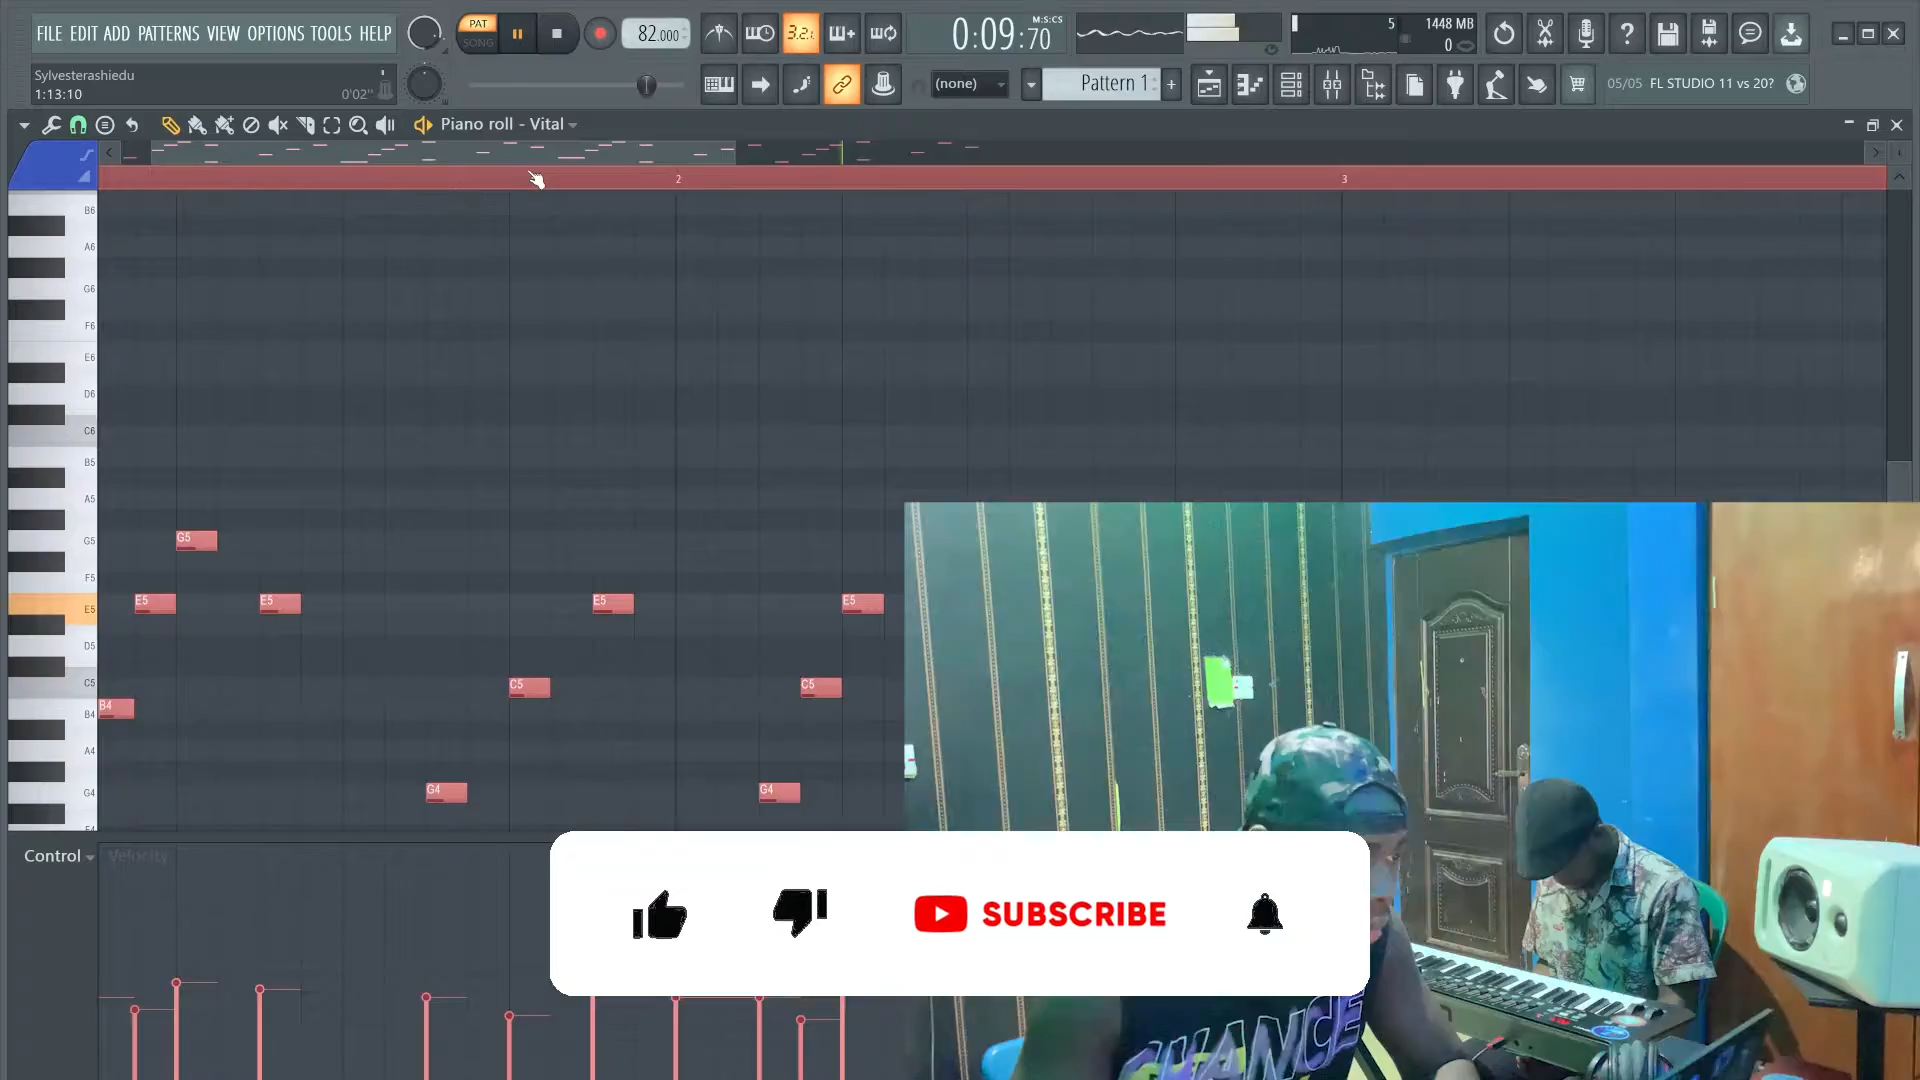 FILE EDIT ADD PATTERNS VIEW OPTIONS TOOLS HELP
PAT
SONG
82.000
3.2.
0:09:70
M:S:CS
5
1448 MB
0
Sylvesterashiedu
1:13:10
0'02"
(none)
Pattern 1
+
05/05 FL STUDIO 11 vs 20?
Piano roll - Vital
2
3
B6
A6
G6
F6
E6
D6
C6
B5
A5
G5
F5
E5
D5
C5
B4
A4
G4
G5
E5
E5
E5
E5
C5
C5
B4
G4
G4
Control
Velocity
SUBSCRIBE
CHANCE